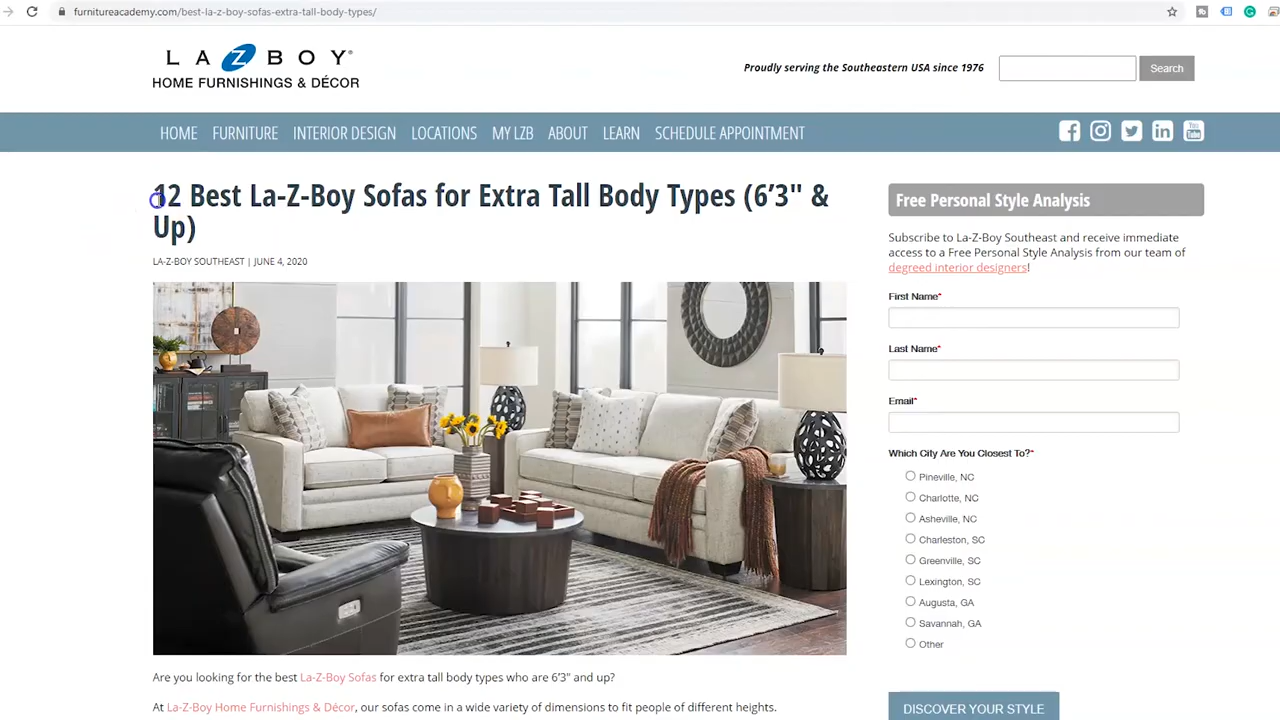 furnitureacademy.com/best-la-z-boy-sofas-extra-tall-body-types/
LA Z BOY®
HOME FURNISHINGS & DÉCOR
Proudly serving the Southeastern USA since 1976
Search
HOME FURNITURE INTERIOR DESIGN LOCATIONS MY LZB ABOUT LEARN SCHEDULE APPOINTMENT
You Tube
12 Best La-Z-Boy Sofas for Extra Tall Body Types (6’3" &
Up)
LA-Z-BOY SOUTHEAST | JUNE 4, 2020
Are you looking for the best La-Z-Boy Sofas for extra tall body types who are 6’3" and up?
At La-Z-Boy Home Furnishings & Décor, our sofas come in a wide variety of dimensions to fit people of different heights.
Free Personal Style Analysis
Subscribe to La-Z-Boy Southeast and receive immediate
access to a Free Personal Style Analysis from our team of
degreed interior designers!
First Name*
Last Name*
Email*
Which City Are You Closest To?*
Pineville, NC
Charlotte, NC
Asheville, NC
Charleston, SC
Greenville, SC
Lexington, SC
Augusta, GA
Savannah, GA
Other
DISCOVER YOUR STYLE